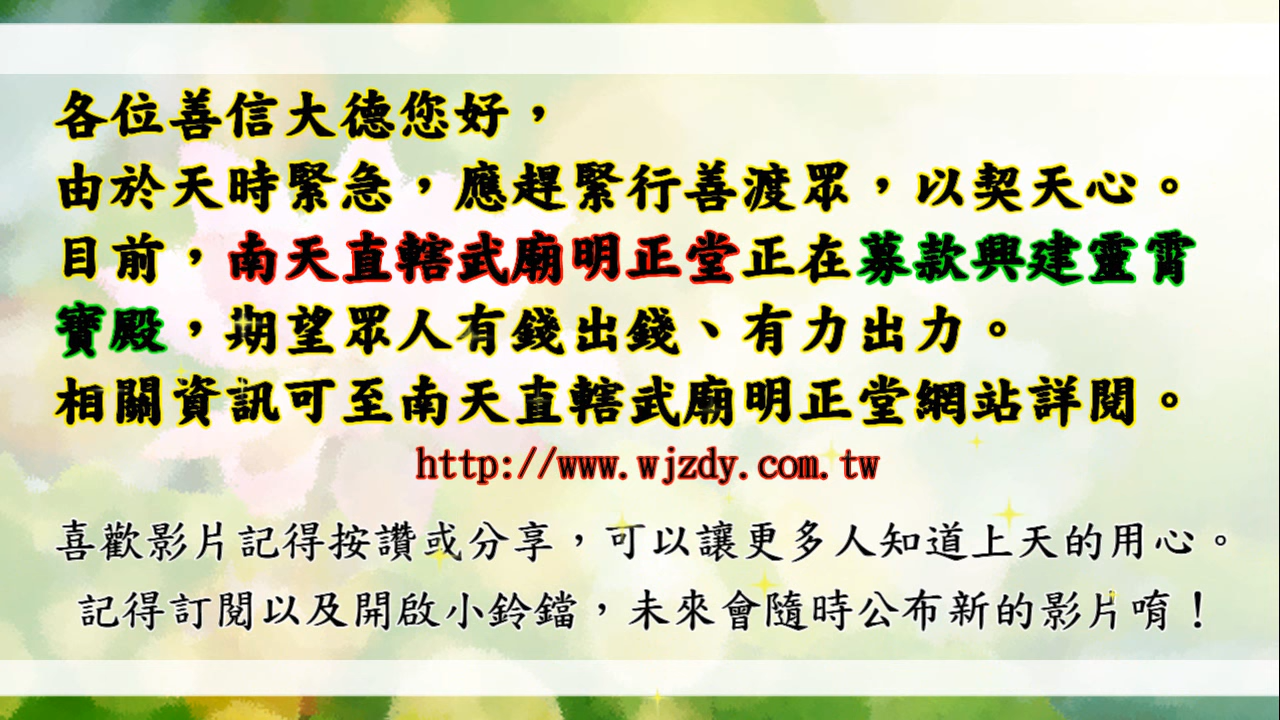 各位善信大德您好，
由於天時緊急，應趕緊行善渡眾，以契天心。
目前，南天直轄武廟明正堂正在募款興建靈霄
寶殿，期望眾人有錢出錢、有力出力。
相關資訊可至南天直轄武廟明正堂網站詳閱。
http://www.wjzdy.com.tw
喜歡影片記得按讚或分享，可以讓更多人知道上天的用心。
記得訂閱以及開啟小鈴鐺，未來會隨時公布新的影片唷！